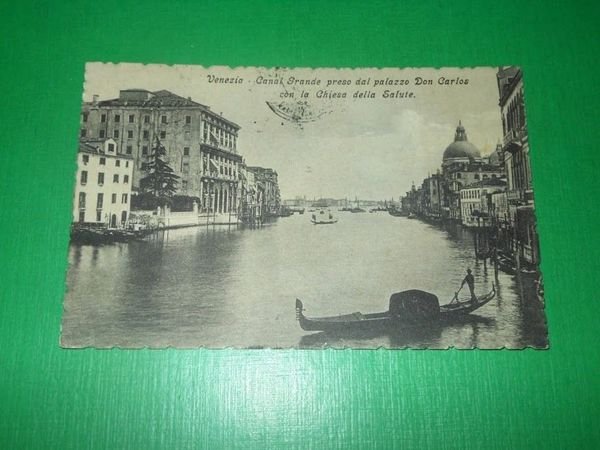 Venezia - Canal Grande preso dal palazzo Don Carlos
con la Chiesa della Salute.